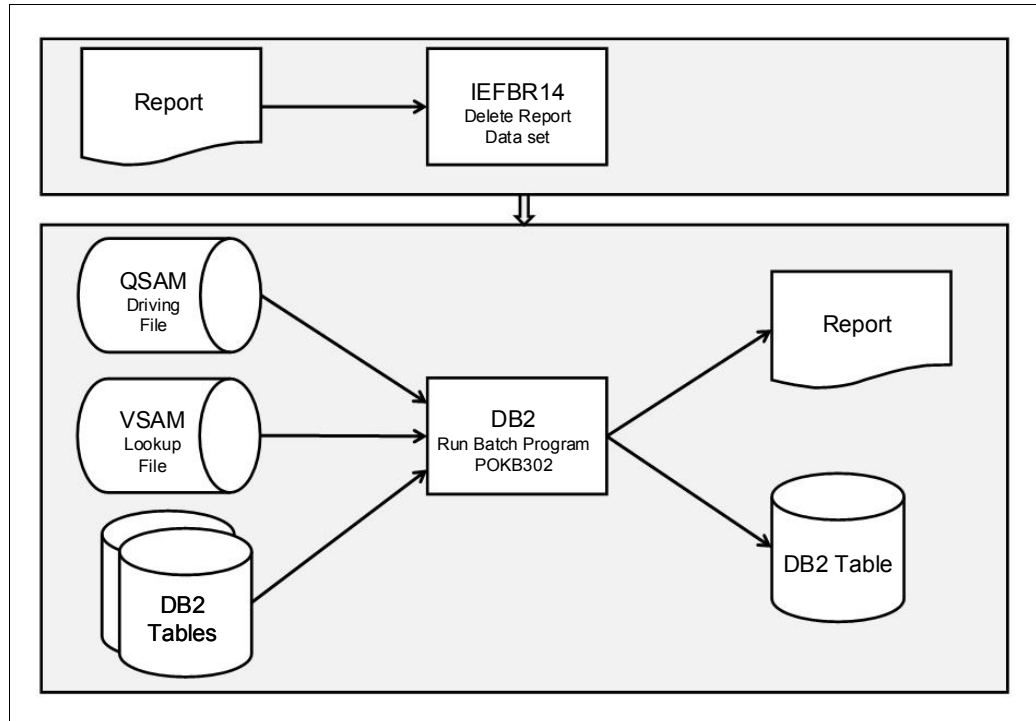 Report
IEFBR14
Delete Report
Data set
QSAM
Driving
File
VSAM
Lookup
File
DB2
Tables
DB2
Run Batch Program
POKB302
Report
DB2 Table